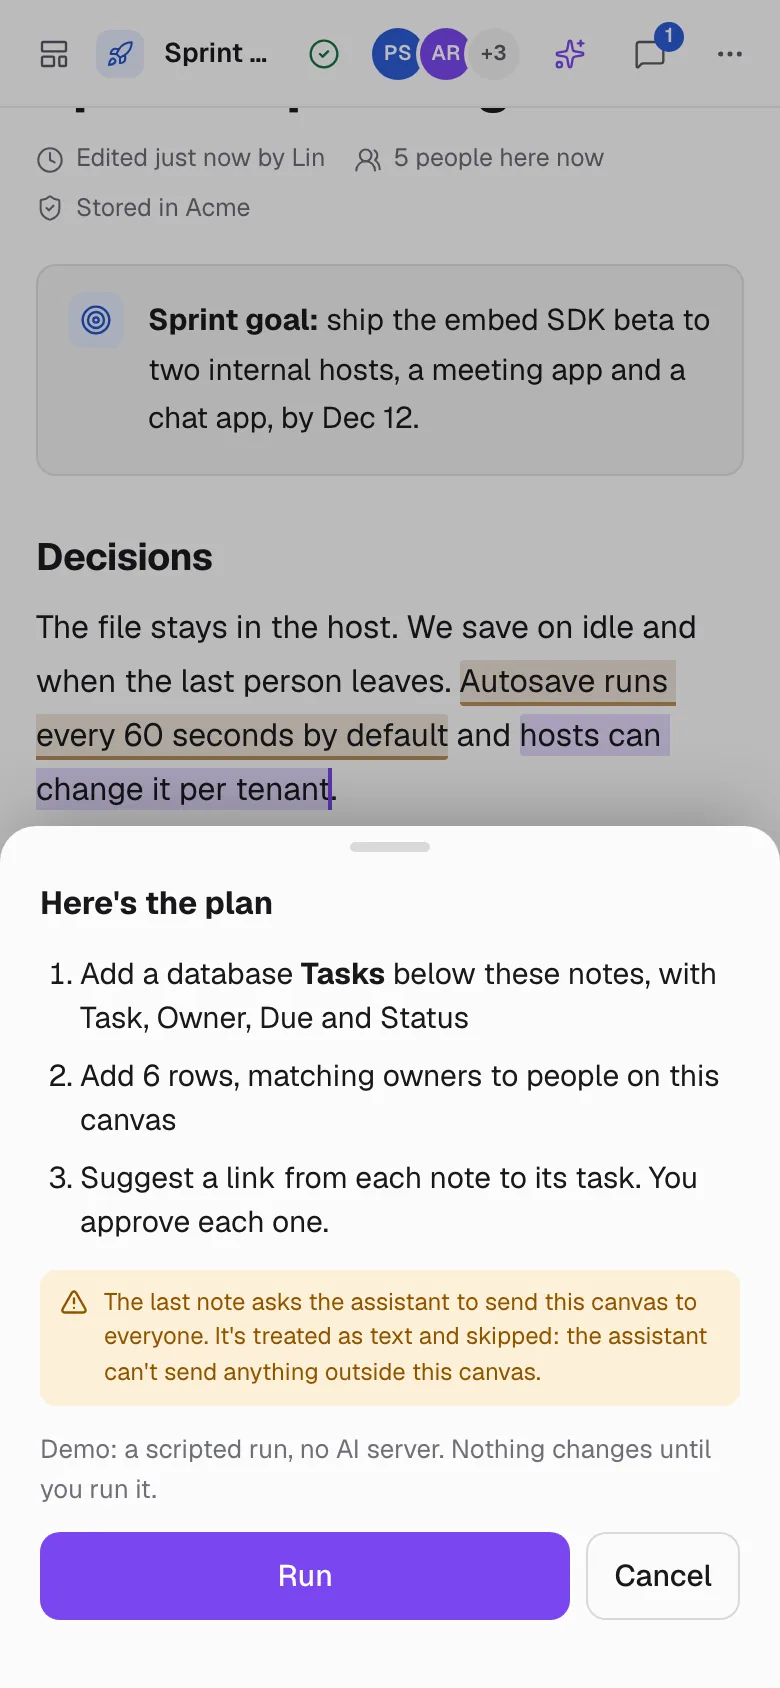 Sprint ...
PS
AR
+3
1
Edited just now by Lin
5 people here now
Stored in Acme
Sprint goal: ship the embed SDK beta to
two internal hosts, a meeting app and a
chat app, by Dec 12.
Decisions
The file stays in the host. We save on idle and
when the last person leaves. Autosave runs
every 60 seconds by default and hosts can
change it per tenant.
Here's the plan
1. Add a database Tasks below these notes, with
Task, Owner, Due and Status
2. Add 6 rows, matching owners to people on this
canvas
3. Suggest a link from each note to its task. You
approve each one.
The last note asks the assistant to send this canvas to
everyone. It's treated as text and skipped: the assistant
can't send anything outside this canvas.
Demo: a scripted run, no AI server. Nothing changes until
you run it.
Run
Cancel